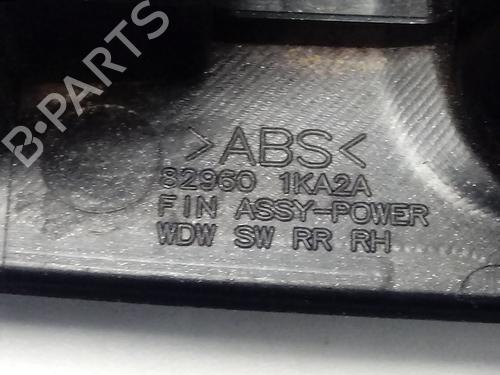 B-PARTS
>ABS<
82960 1KA2A
FIN ASSY-POWER
WDW SW RR RH